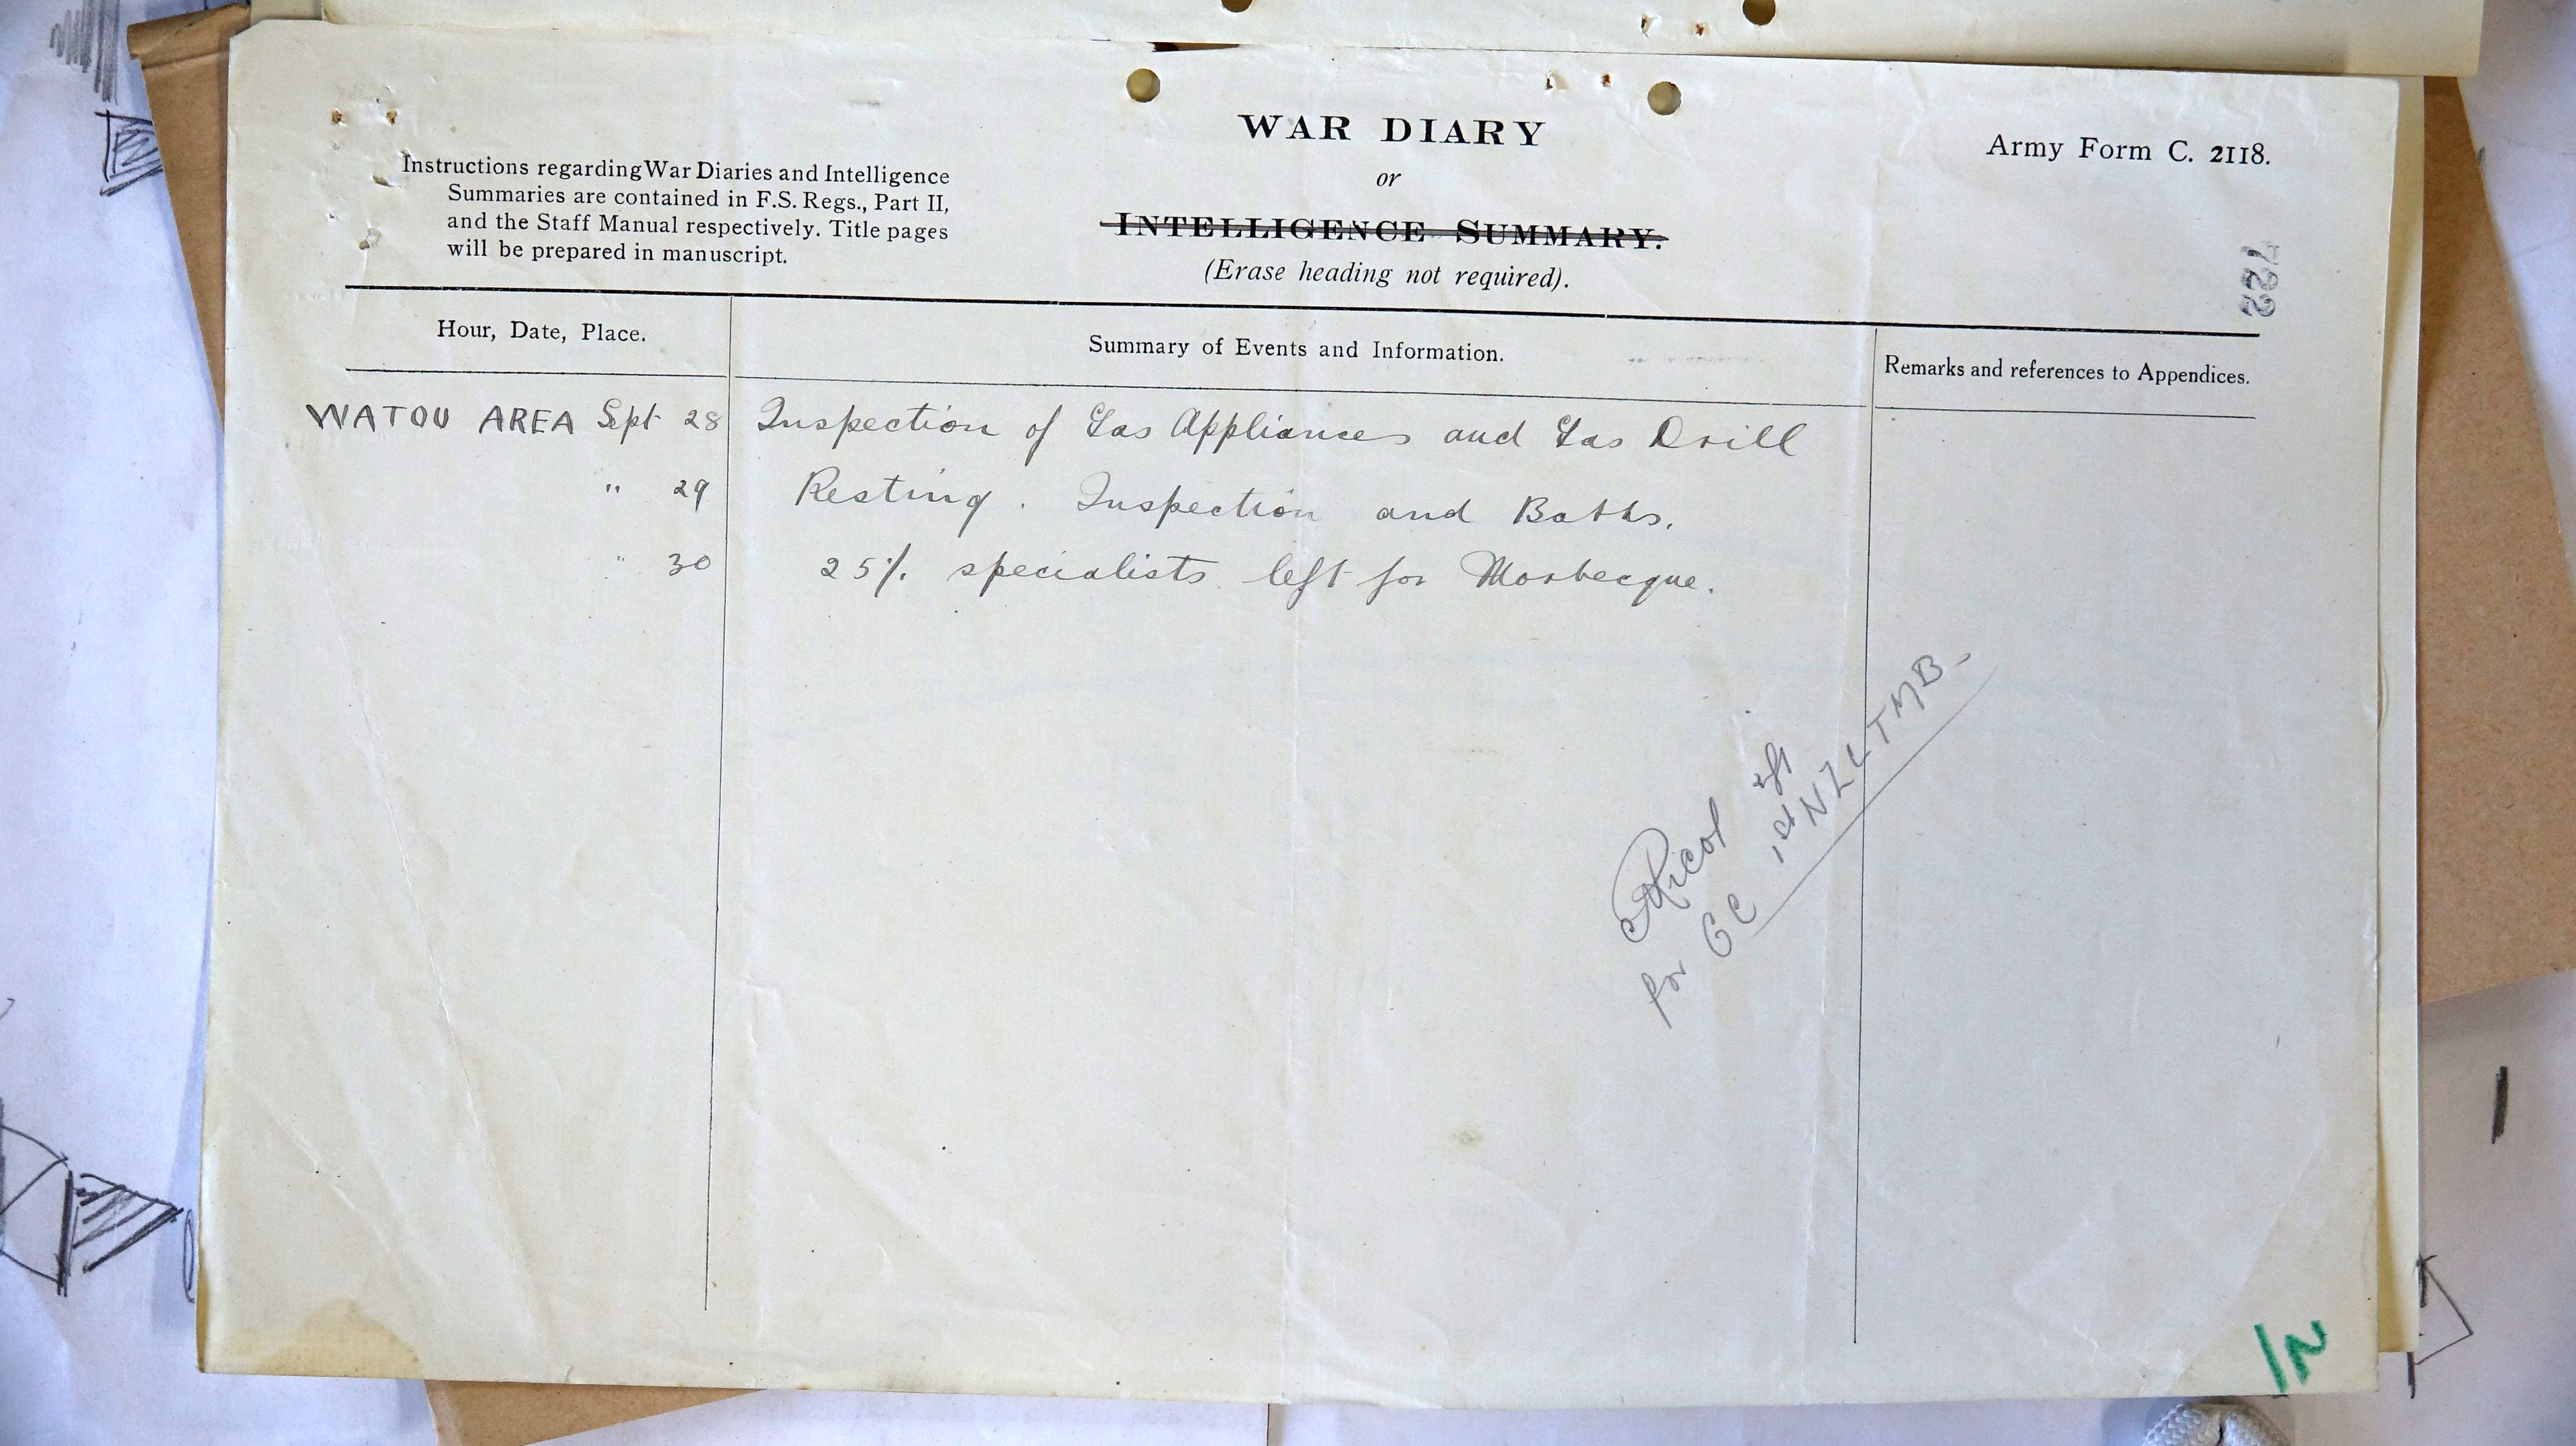 WAR DIARY
or
INTELLIGENCE SUMMARY.
(Erase heading not required).
Instructions regarding War Diaries and Intelligence
Summaries are contained in F.S. Regs., Part II,
and the Staff Manual respectively. Title pages
will be prepared in manuscript.
Army Form C. 2118.
722
Hour, Date, Place.
Summary of Events and Information.
Remarks and references to Appendices.
WATOU AREA Sept 28 Inspection of Gas Appliances and Gas Drill
" 29 Resting. Inspection and Baths.
" 30 25% specialists left for Morbecque.
for OC 1st NZLTMB